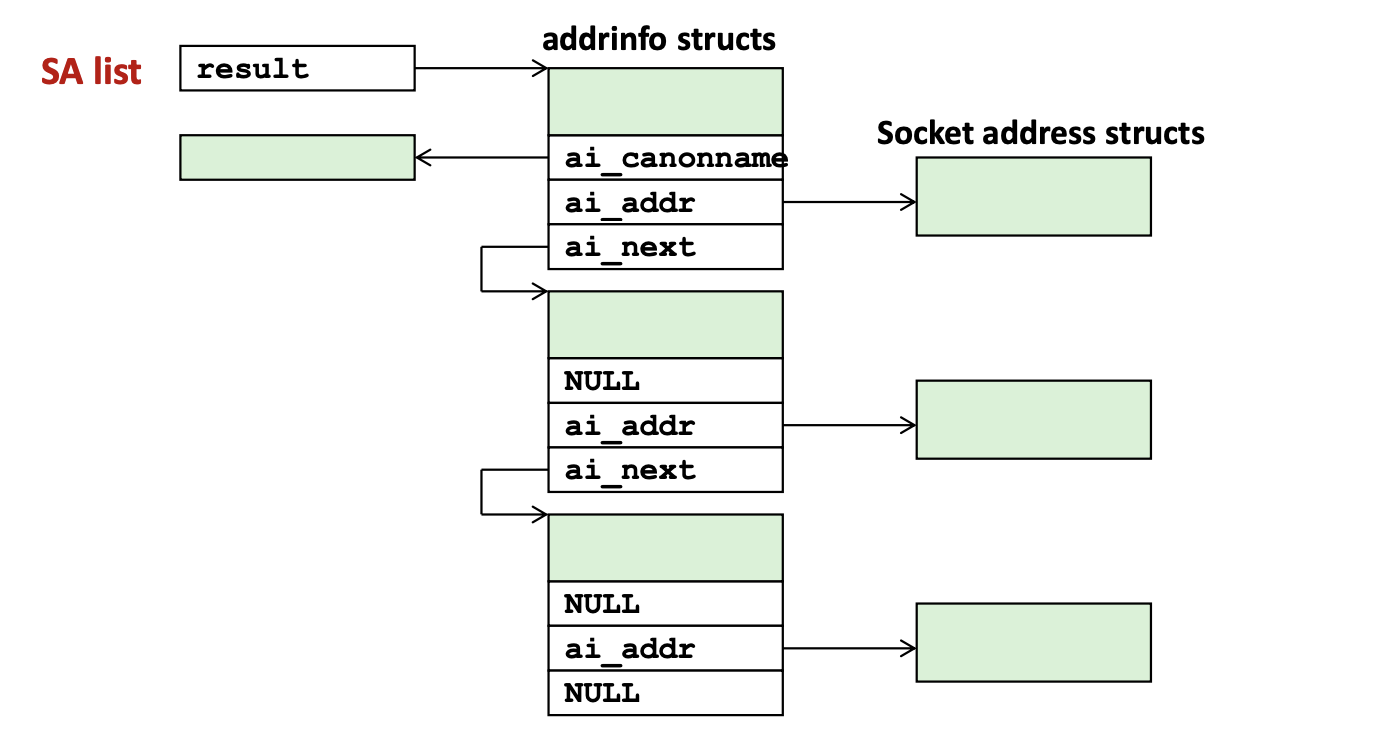 addrinfo structs
SA list
result
Socket address structs
ai_canonname
ai_addr
ai_next
NULL
ai_addr
ai_next
NULL
ai_addr
NULL